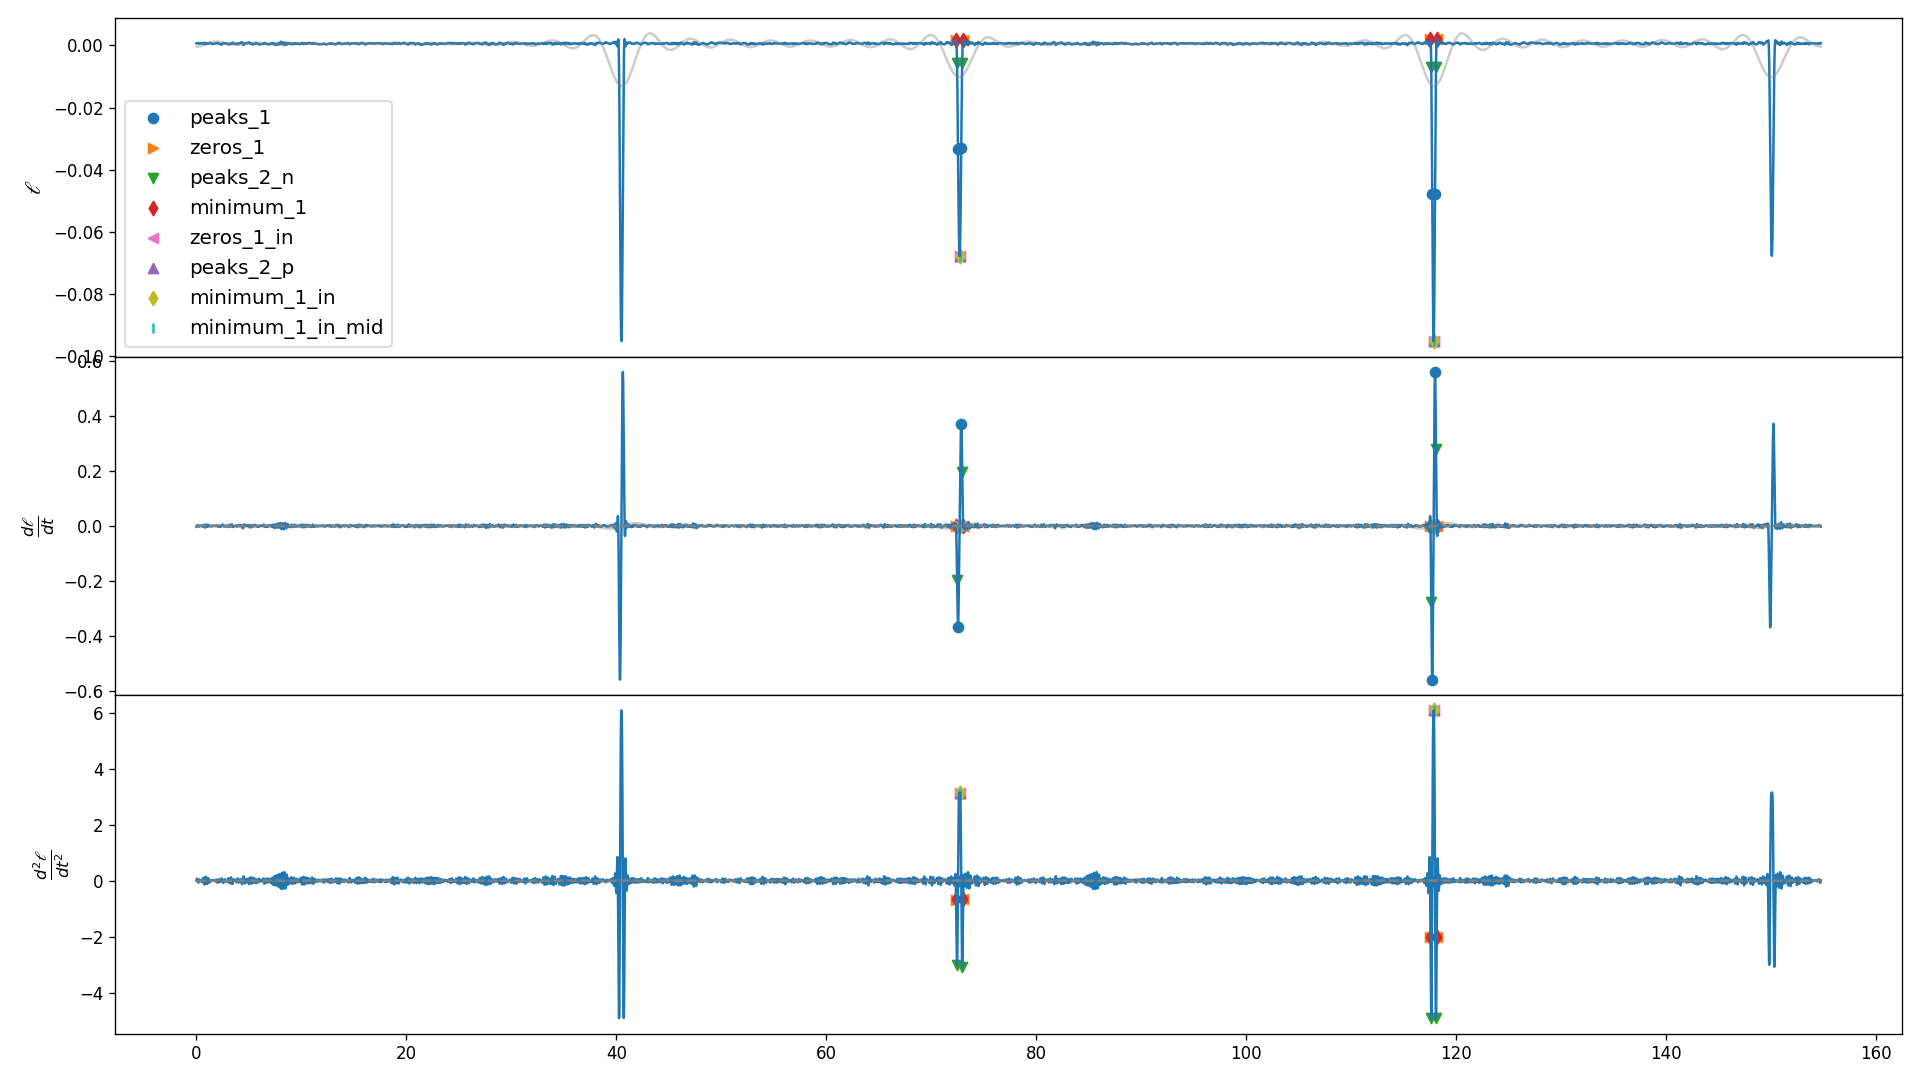 0.00
−0.02
−0.04
−0.06
−0.08
−0.10
ℓ
peaks_1
zeros_1
peaks_2_n
minimum_1
zeros_1_in
peaks_2_p
minimum_1_in
minimum_1_in_mid
0.6
0.4
0.2
0.0
−0.2
−0.4
−0.6
dℓ
dt
6
4
2
0
−2
−4
d²ℓ
dt²
0 20 40 60 80 100 120 140 160